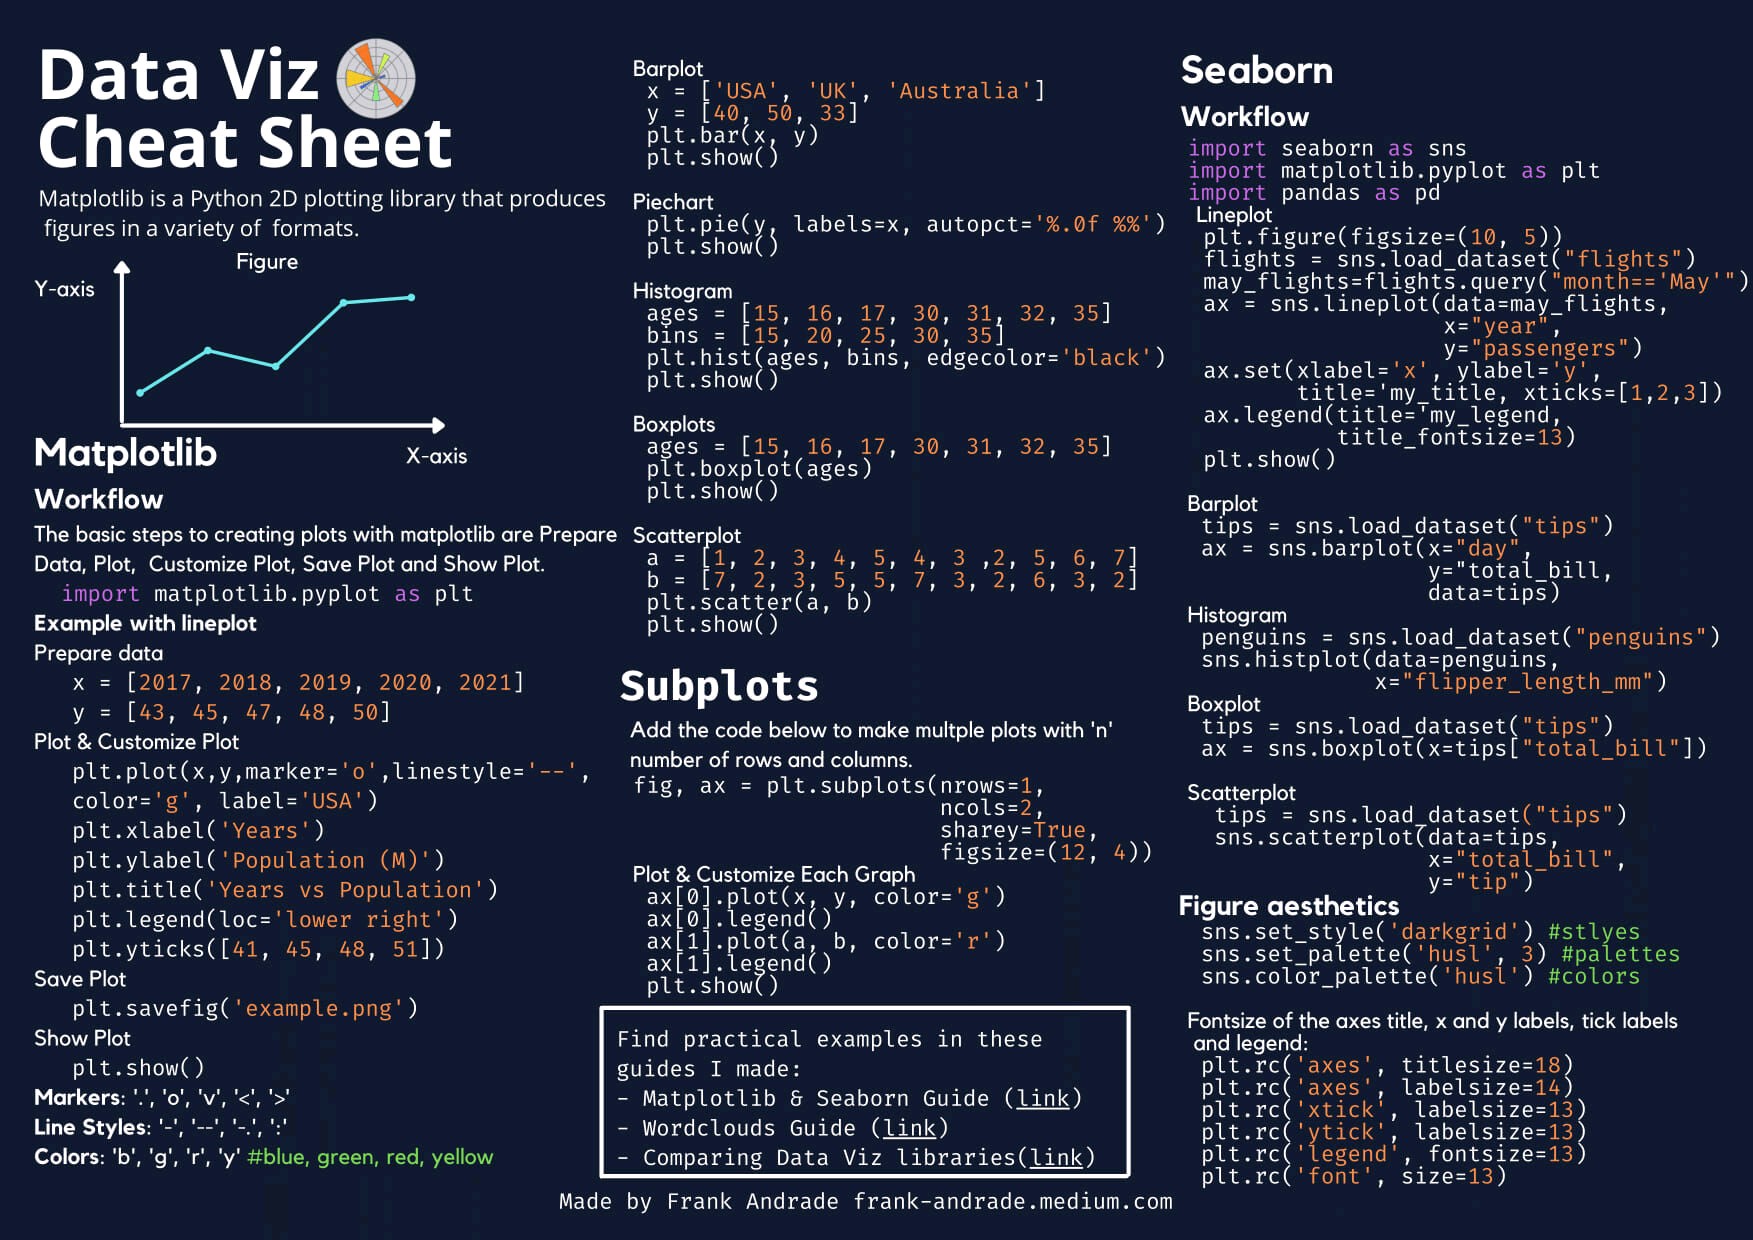 Data Viz
Cheat Sheet
Matplotlib is a Python 2D plotting library that produces
figures in a variety of  formats.
Figure
Y-axis
X-axis
Matplotlib
Workflow
The basic steps to creating plots with matplotlib are Prepare
Data, Plot,  Customize Plot, Save Plot and Show Plot.
import matplotlib.pyplot as plt
Example with lineplot
Prepare data
x = [2017, 2018, 2019, 2020, 2021]
y = [43, 45, 47, 48, 50]
Plot & Customize Plot
plt.plot(x,y,marker='o',linestyle='--',
color='g', label='USA')
plt.xlabel('Years')
plt.ylabel('Population (M)')
plt.title('Years vs Population')
plt.legend(loc='lower right')
plt.yticks([41, 45, 48, 51])
Save Plot
plt.savefig('example.png')
Show Plot
plt.show()
Markers: '.', 'o', 'v', '<', '>'
Line Styles: '-', '--', '-.', ':'
Colors: 'b', 'g', 'r', 'y' #blue, green, red, yellow
Barplot
x = ['USA', 'UK', 'Australia']
y = [40, 50, 33]
plt.bar(x, y)
plt.show()
Piechart
plt.pie(y, labels=x, autopct='%.0f %%')
plt.show()
Histogram
ages = [15, 16, 17, 30, 31, 32, 35]
bins = [15, 20, 25, 30, 35]
plt.hist(ages, bins, edgecolor='black')
plt.show()
Boxplots
ages = [15, 16, 17, 30, 31, 32, 35]
plt.boxplot(ages)
plt.show()
Scatterplot
a = [1, 2, 3, 4, 5, 4, 3 ,2, 5, 6, 7]
b = [7, 2, 3, 5, 5, 7, 3, 2, 6, 3, 2]
plt.scatter(a, b)
plt.show()
Subplots
Add the code below to make multple plots with 'n'
number of rows and columns.
fig, ax = plt.subplots(nrows=1,
ncols=2,
sharey=True,
figsize=(12, 4))
Plot & Customize Each Graph
ax[0].plot(x, y, color='g')
ax[0].legend()
ax[1].plot(a, b, color='r')
ax[1].legend()
plt.show()
Find practical examples in these
guides I made:
- Matplotlib & Seaborn Guide (link)
- Wordclouds Guide (link)
- Comparing Data Viz libraries(link)
Made by Frank Andrade frank-andrade.medium.com
Seaborn
Workflow
import seaborn as sns
import matplotlib.pyplot as plt
import pandas as pd
Lineplot
plt.figure(figsize=(10, 5))
flights = sns.load_dataset("flights")
may_flights=flights.query("month=='May'")
ax = sns.lineplot(data=may_flights,
x="year",
y="passengers")
ax.set(xlabel='x', ylabel='y',
title='my_title, xticks=[1,2,3])
ax.legend(title='my_legend,
title_fontsize=13)
plt.show()
Barplot
tips = sns.load_dataset("tips")
ax = sns.barplot(x="day",
y="total_bill,
data=tips)
Histogram
penguins = sns.load_dataset("penguins")
sns.histplot(data=penguins,
x="flipper_length_mm")
Boxplot
tips = sns.load_dataset("tips")
ax = sns.boxplot(x=tips["total_bill"])
Scatterplot
tips = sns.load_dataset("tips")
sns.scatterplot(data=tips,
x="total_bill",
y="tip")
Figure aesthetics
sns.set_style('darkgrid') #stlyes
sns.set_palette('husl', 3) #palettes
sns.color_palette('husl') #colors
Fontsize of the axes title, x and y labels, tick labels
and legend:
plt.rc('axes', titlesize=18)
plt.rc('axes', labelsize=14)
plt.rc('xtick', labelsize=13)
plt.rc('ytick', labelsize=13)
plt.rc('legend', fontsize=13)
plt.rc('font', size=13)